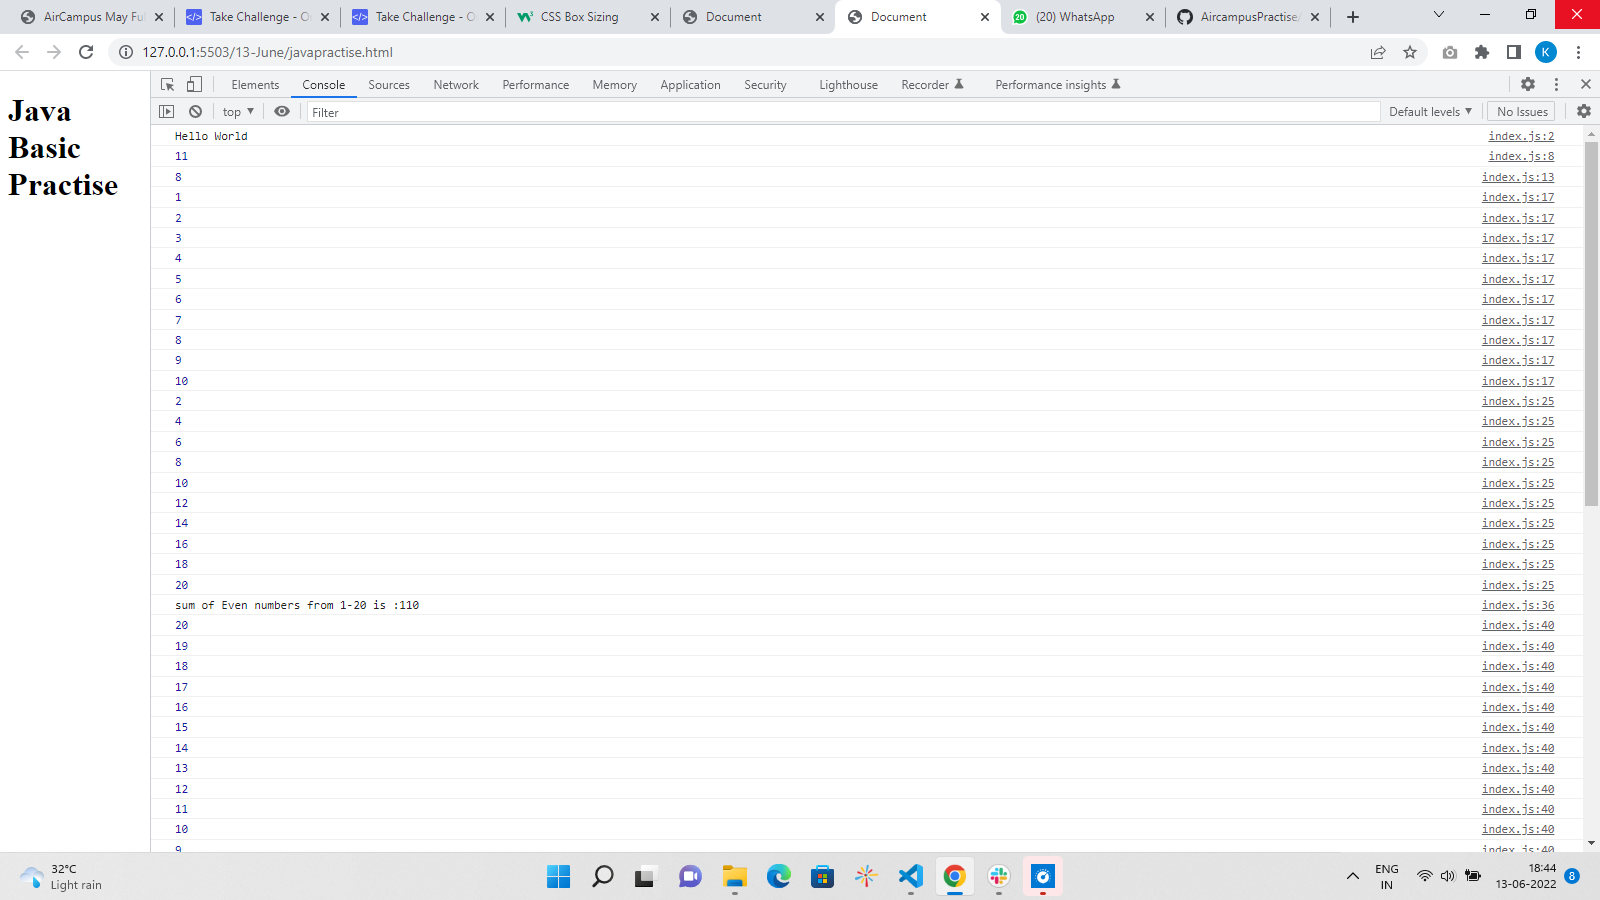 AirCampus May Fu
Take Challenge - O
Take Challenge - O
CSS Box Sizing
Document
Document
20 (20) WhatsApp
AircampusPractise/
127.0.0.1:5503/13-June/javapractise.html
K
Elements Console Sources Network Performance Memory Application Security Lighthouse Recorder Performance insights
top ▼ Filter Default levels ▼ No Issues
Java
Basic
Practise
Hello World index.js:2
11 index.js:8
8 index.js:13
1 index.js:17
2 index.js:17
3 index.js:17
4 index.js:17
5 index.js:17
6 index.js:17
7 index.js:17
8 index.js:17
9 index.js:17
10 index.js:17
2 index.js:25
4 index.js:25
6 index.js:25
8 index.js:25
10 index.js:25
12 index.js:25
14 index.js:25
16 index.js:25
18 index.js:25
20 index.js:25
sum of Even numbers from 1-20 is :110 index.js:36
20 index.js:40
19 index.js:40
18 index.js:40
17 index.js:40
16 index.js:40
15 index.js:40
14 index.js:40
13 index.js:40
12 index.js:40
11 index.js:40
10 index.js:40
9 index.js:40
32°C
Light rain
ENG
IN
18:44
13-06-2022
8